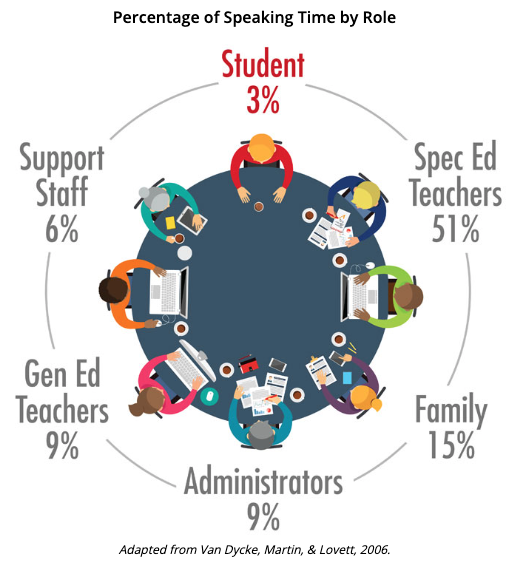 Percentage of Speaking Time by Role
Student
3%
Spec Ed
Teachers
51%
Family
15%
Administrators
9%
Gen Ed
Teachers
9%
Support
Staff
6%
Adapted from Van Dycke, Martin, & Lovett, 2006.